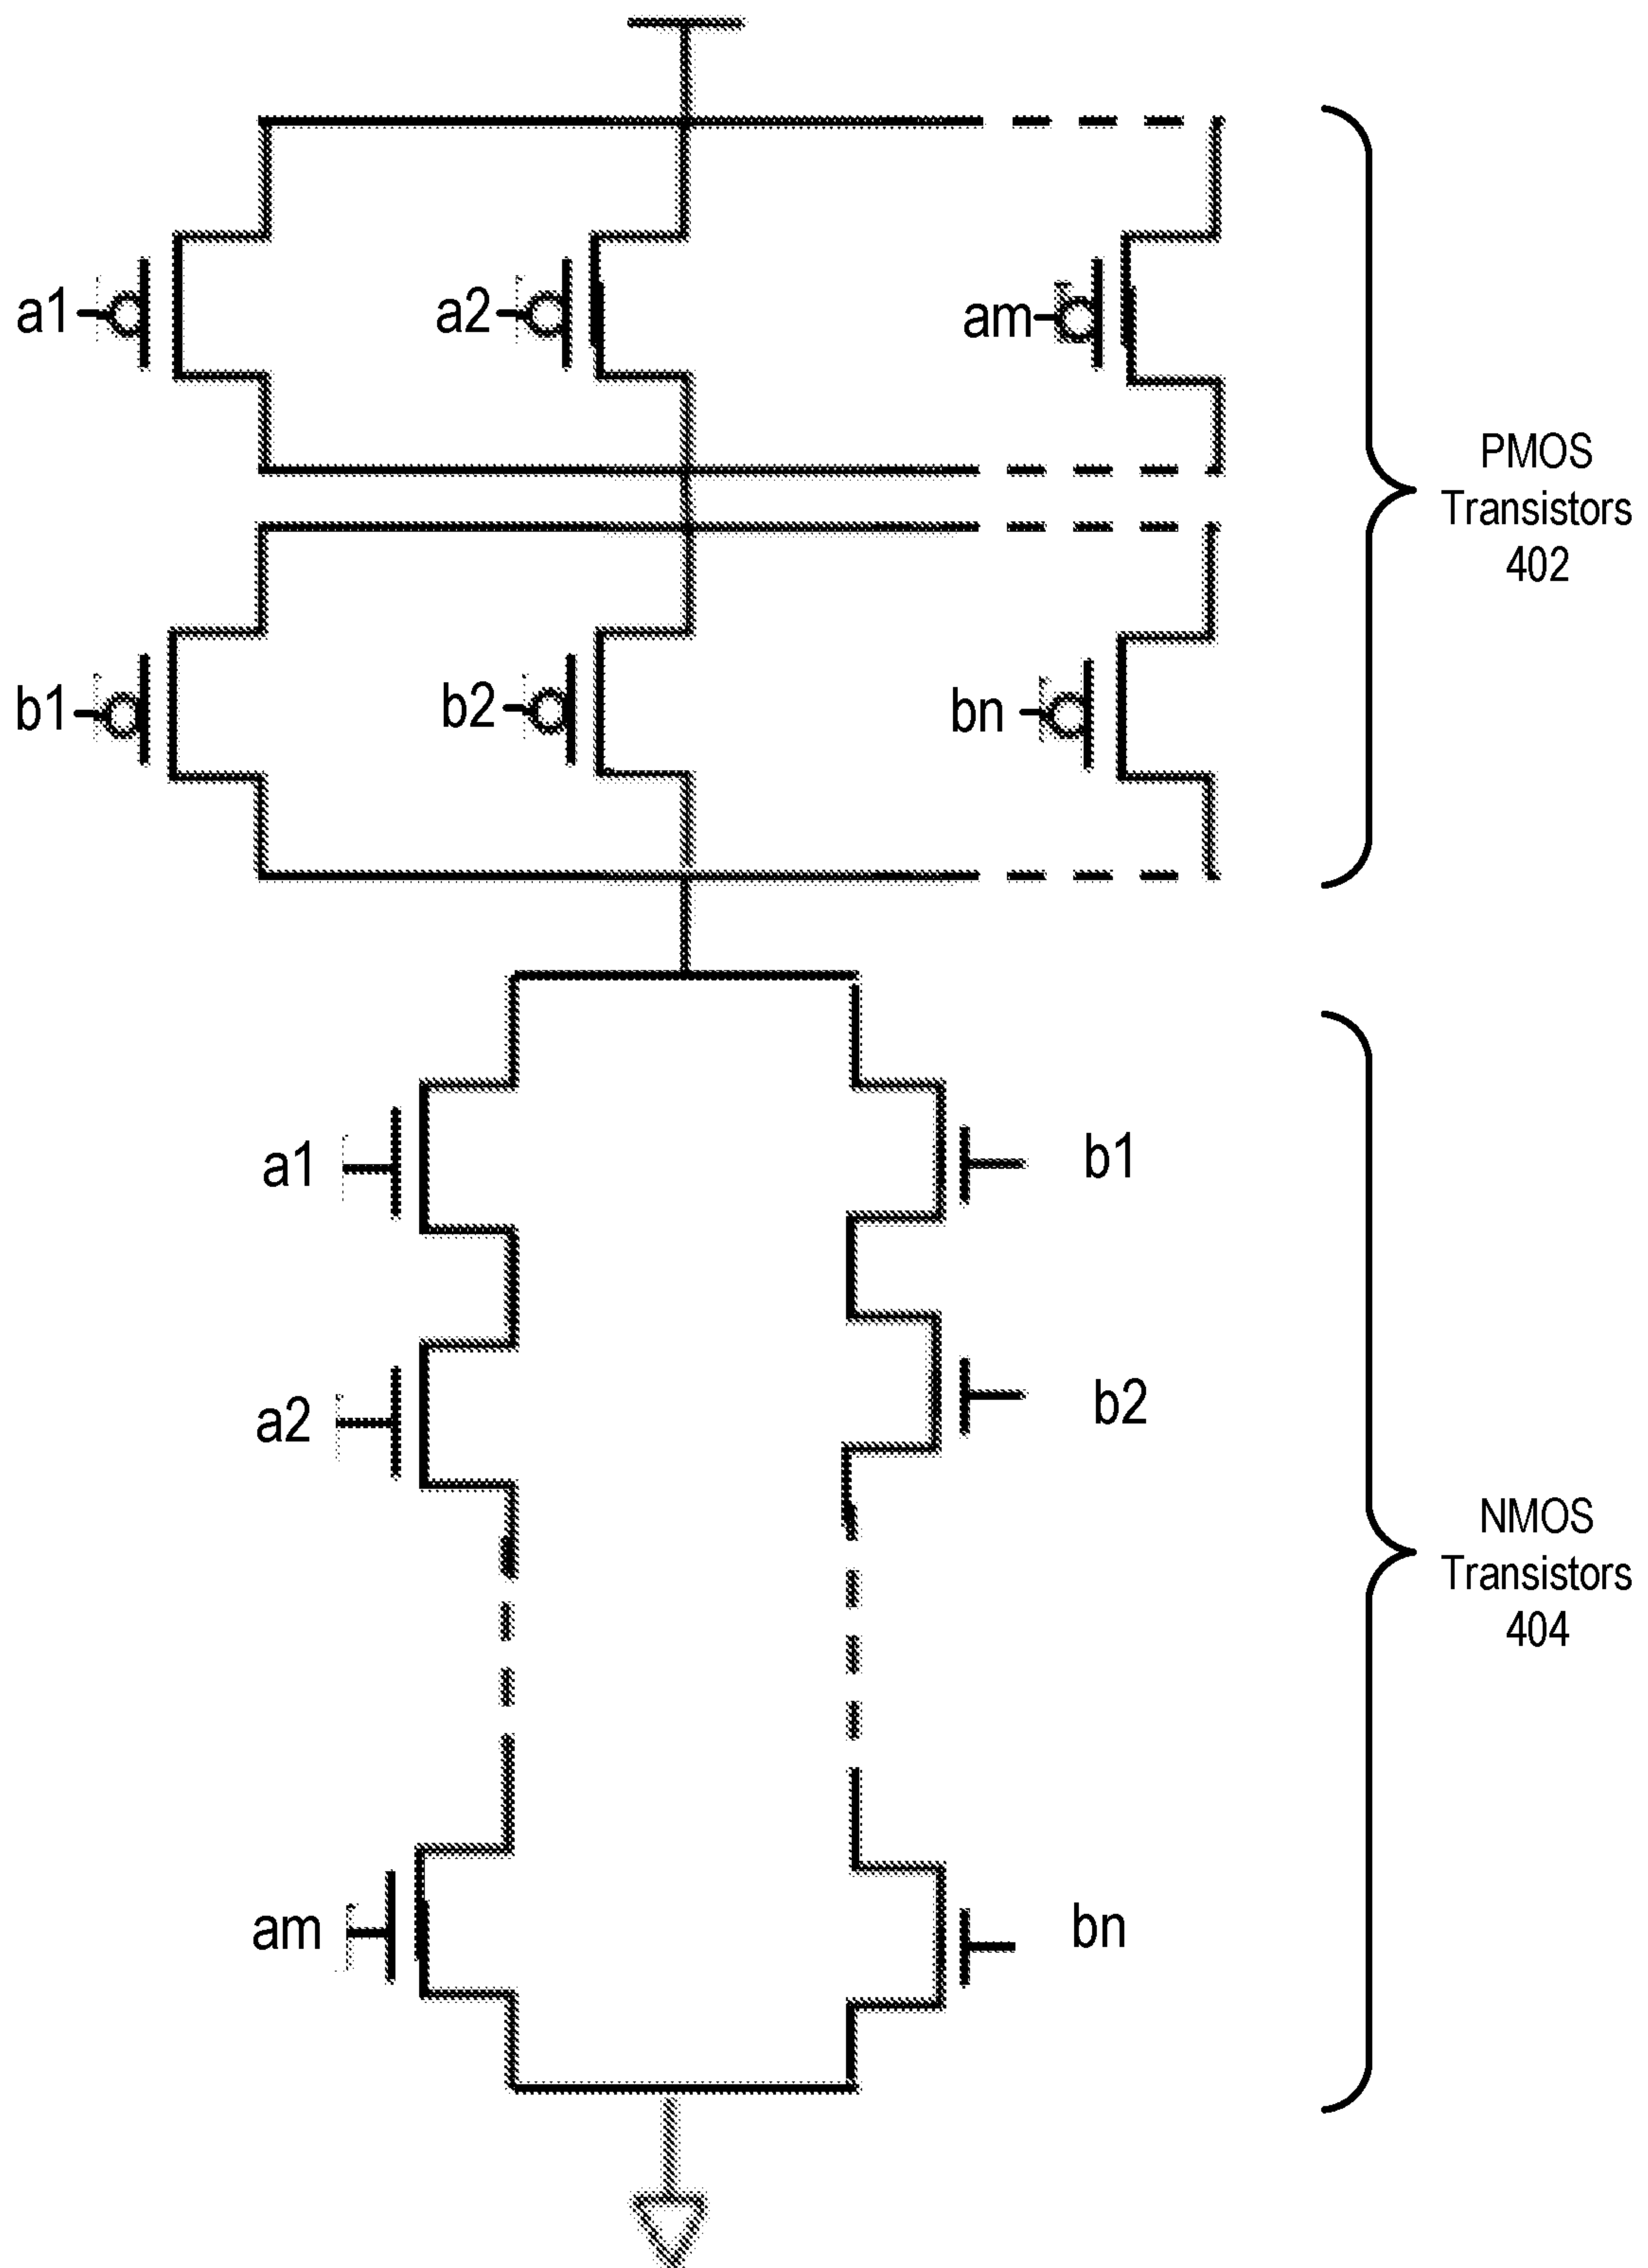 a1
a2
am
PMOS
Transistors
402
b1
b2
bn
a1
b1
a2
b2
NMOS
Transistors
404
am
bn